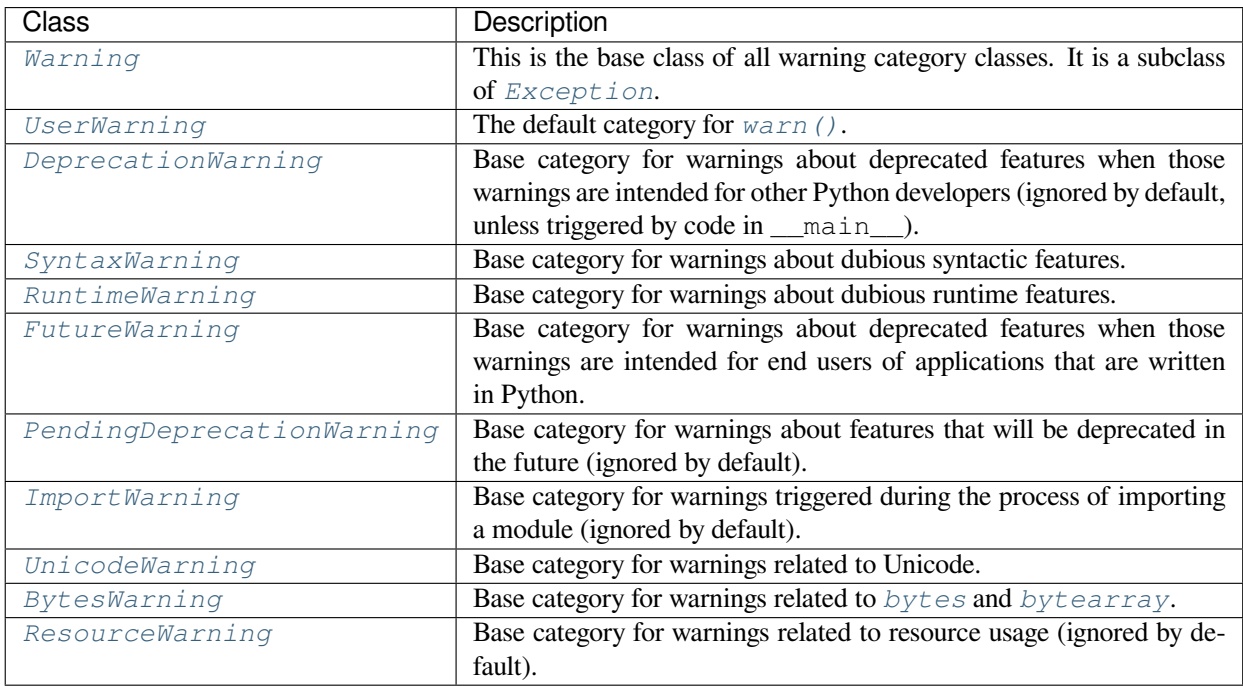 Class Description
Warning This is the base class of all warning category classes. It is a subclass
of Exception.
UserWarning The default category for warn().
DeprecationWarning Base category for warnings about deprecated features when those
warnings are intended for other Python developers (ignored by default,
unless triggered by code in __main__).
SyntaxWarning Base category for warnings about dubious syntactic features.
RuntimeWarning Base category for warnings about dubious runtime features.
FutureWarning Base category for warnings about deprecated features when those
warnings are intended for end users of applications that are written
in Python.
PendingDeprecationWarning Base category for warnings about features that will be deprecated in
the future (ignored by default).
ImportWarning Base category for warnings triggered during the process of importing
a module (ignored by default).
UnicodeWarning Base category for warnings related to Unicode.
BytesWarning Base category for warnings related to bytes and bytearray.
ResourceWarning Base category for warnings related to resource usage (ignored by de-
fault).